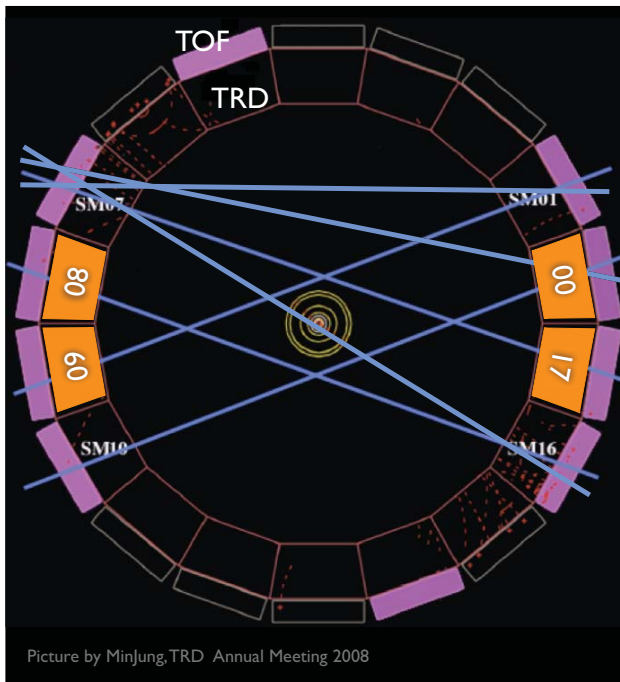 TOF
TRD
SM07
SM01
08
00
09
17
SM10
SM16
Picture by MinJung, TRD Annual Meeting 2008